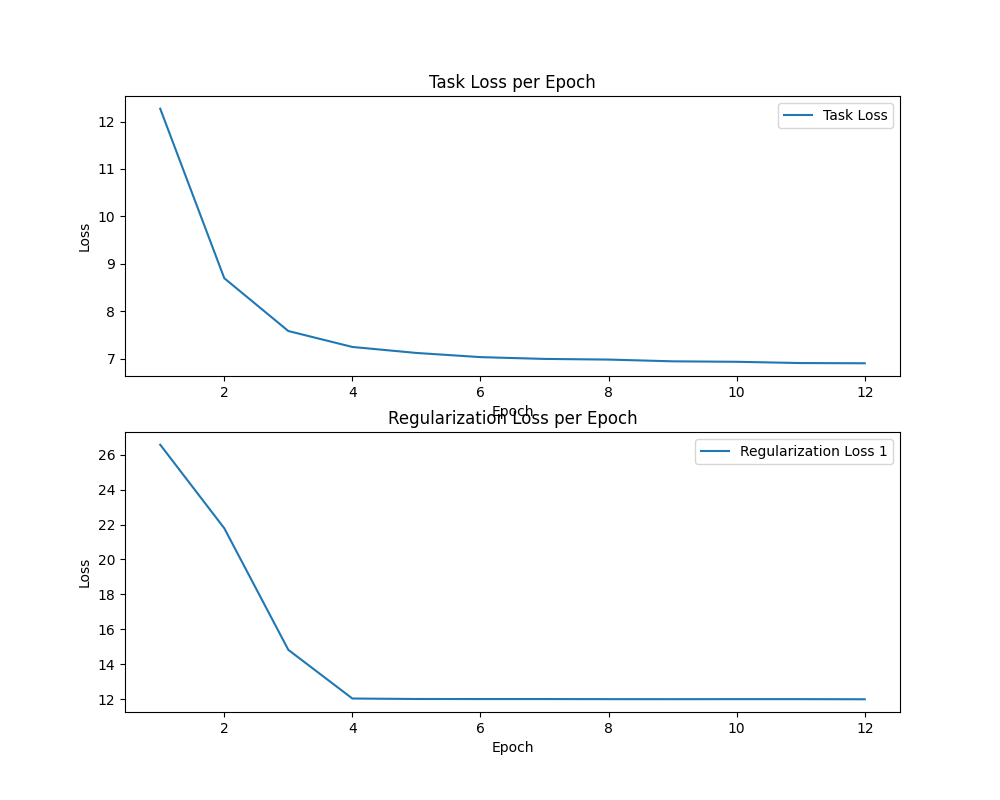 Task Loss per Epoch
Task Loss
12
11
10
9
8
7
Loss
2 4 6 8 10 12
Epoch
Regularization Loss per Epoch
Regularization Loss 1
26
24
22
20
18
16
14
12
Loss
2 4 6 8 10 12
Epoch